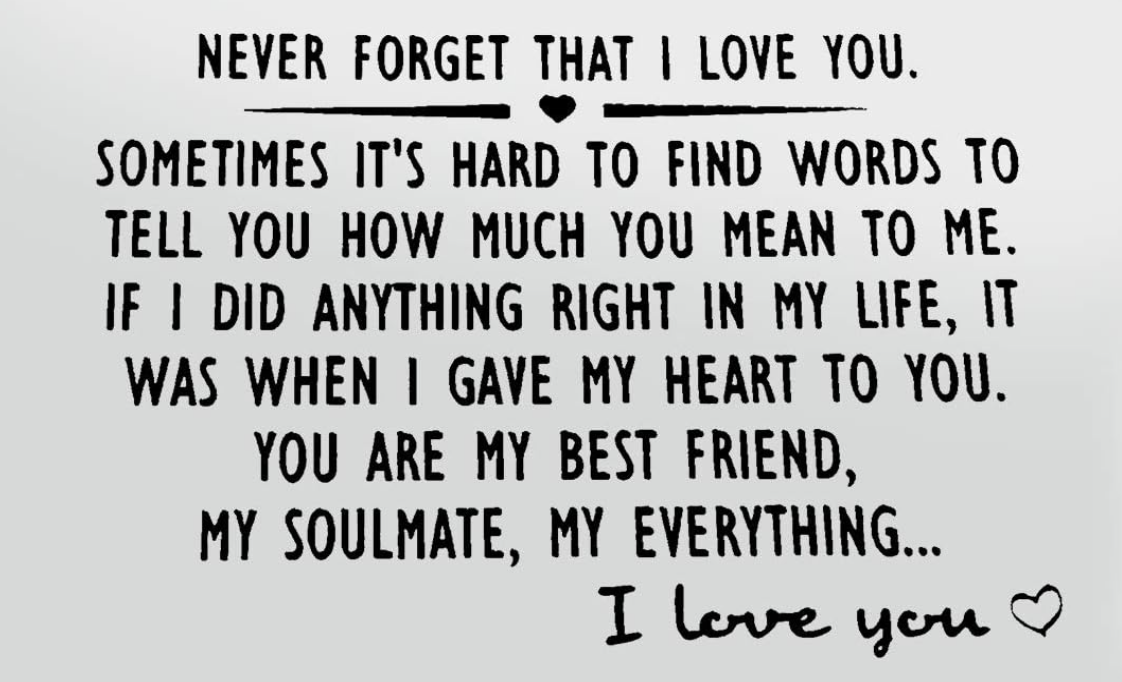 NEVER FORGET THAT I LOVE YOU.
SOMETIMES IT'S HARD TO FIND WORDS TO
TELL YOU HOW MUCH YOU MEAN TO ME.
IF I DID ANYTHING RIGHT IN MY LIFE, IT
WAS WHEN I GAVE MY HEART TO YOU.
YOU ARE MY BEST FRIEND,
MY SOULMATE, MY EVERYTHING...
I love you ♡